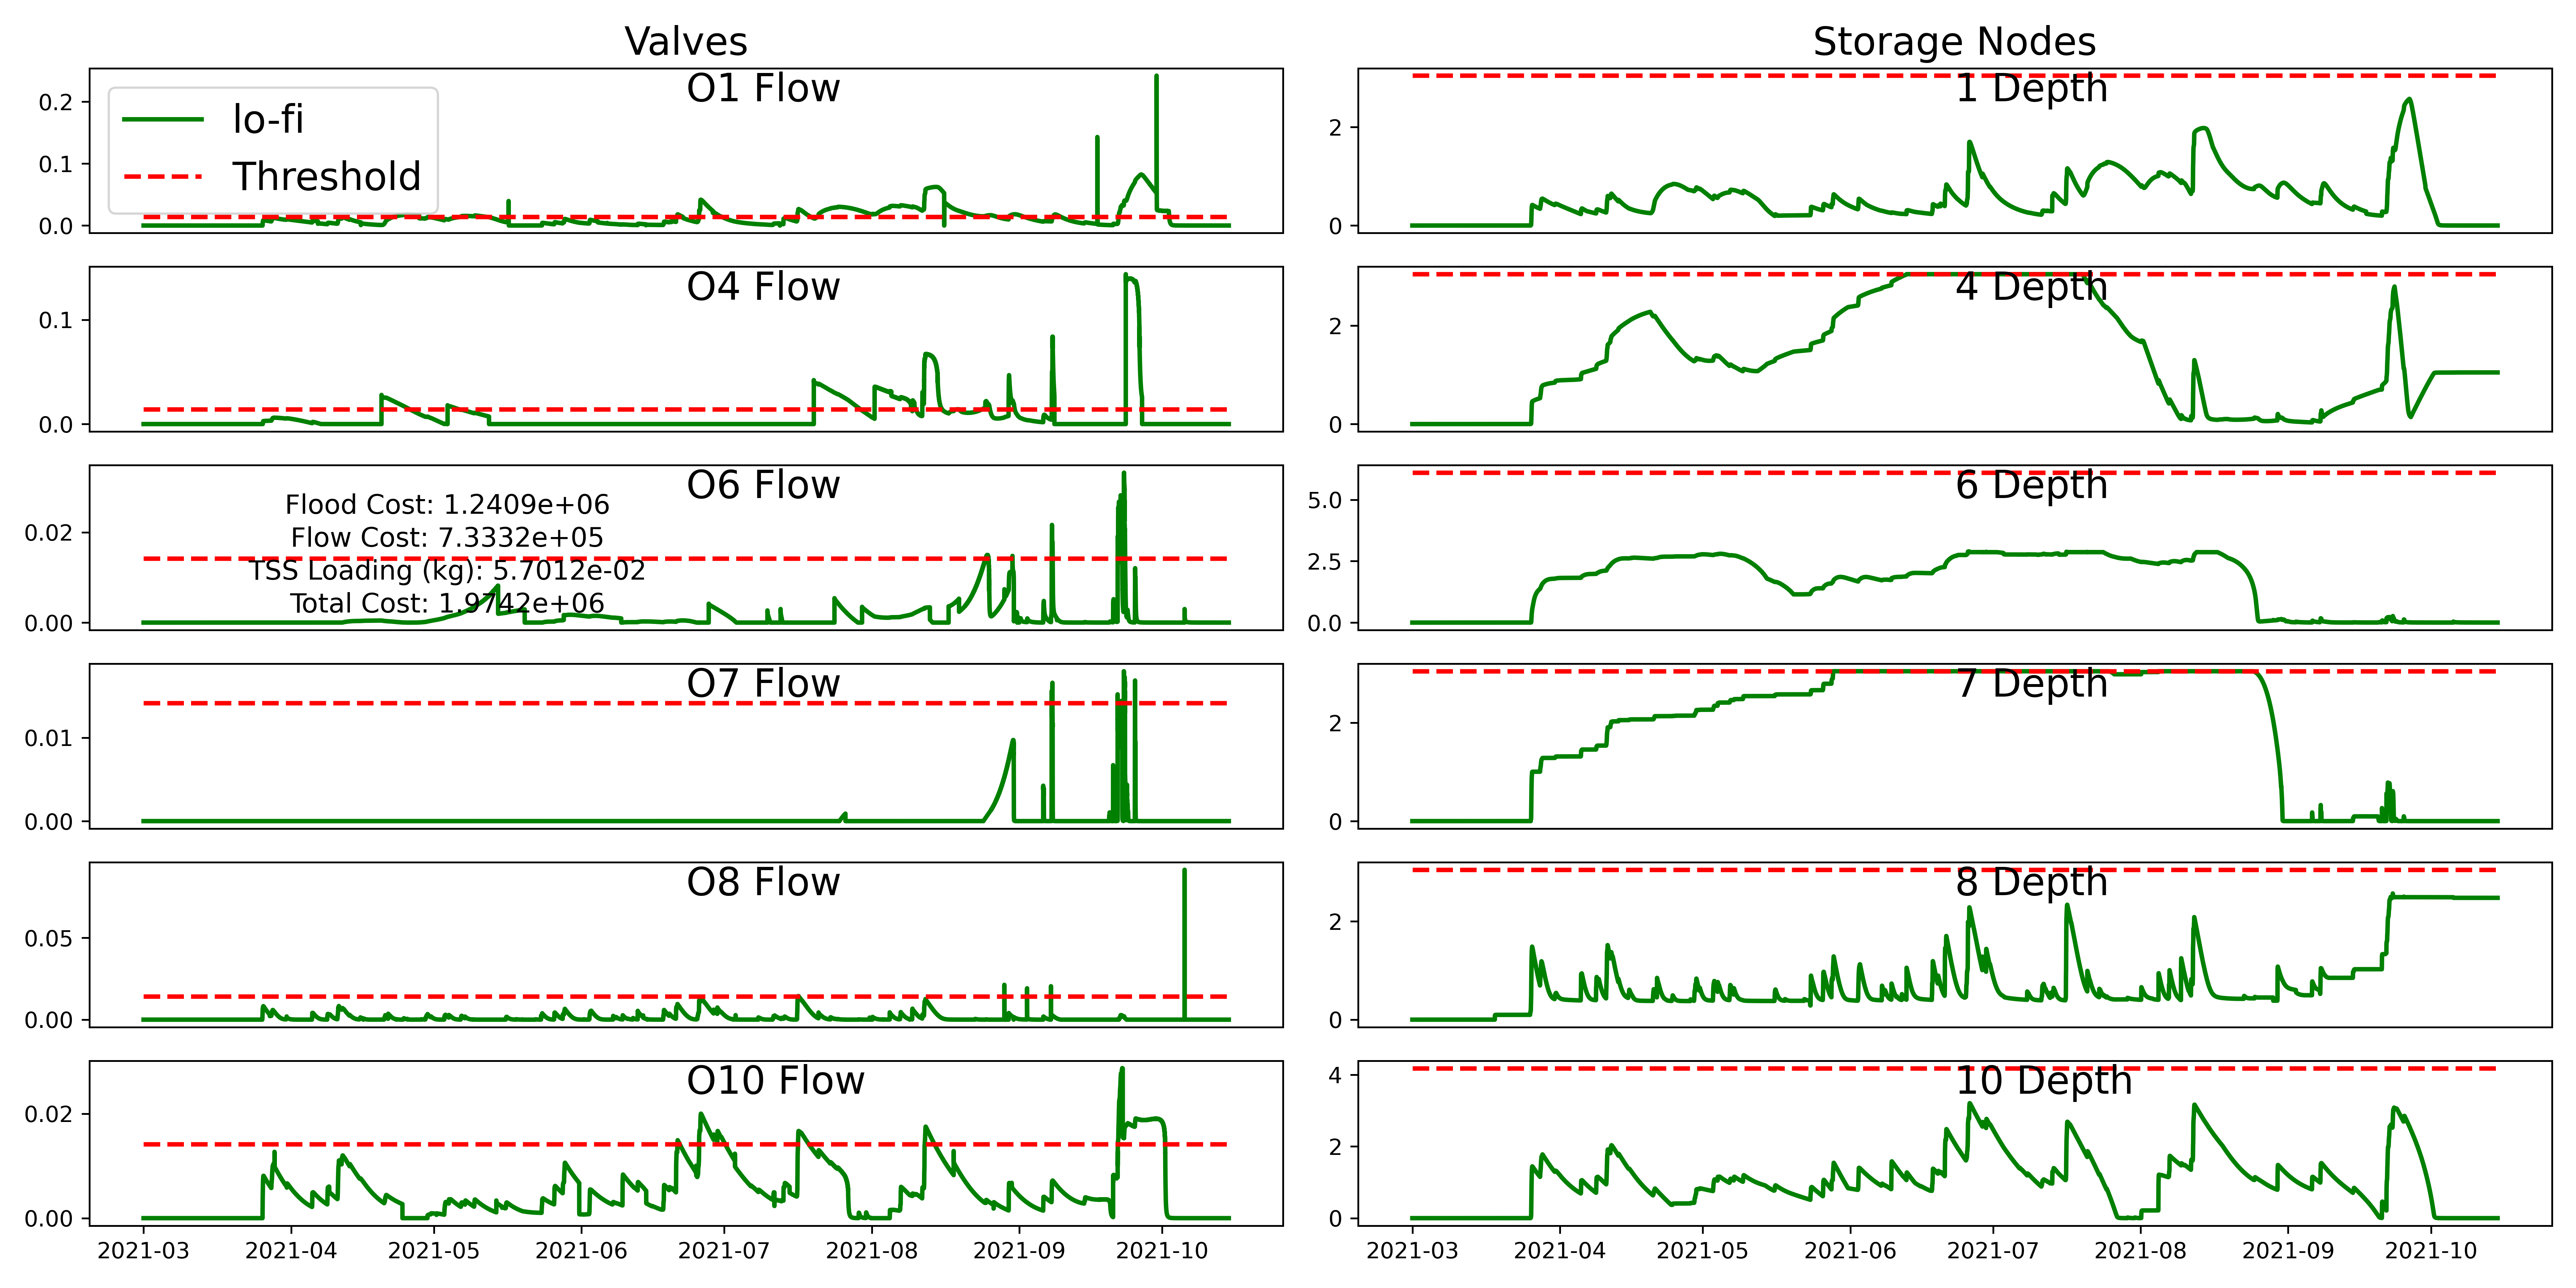 Valves
Storage Nodes
O1 Flow
lo-fi
Threshold
0.2
0.1
0.0
1 Depth
2
0
O4 Flow
0.1
0.0
4 Depth
2
0
O6 Flow
Flood Cost: 1.2409e+06
Flow Cost: 7.3332e+05
TSS Loading (kg): 5.7012e-02
Total Cost: 1.9742e+06
0.02
0.00
6 Depth
5.0
2.5
0.0
O7 Flow
0.01
0.00
7 Depth
2
0
O8 Flow
0.05
0.00
8 Depth
2
0
O10 Flow
0.02
0.00
2021-03 2021-04 2021-05 2021-06 2021-07 2021-08 2021-09 2021-10
10 Depth
4
2
0
2021-03 2021-04 2021-05 2021-06 2021-07 2021-08 2021-09 2021-10